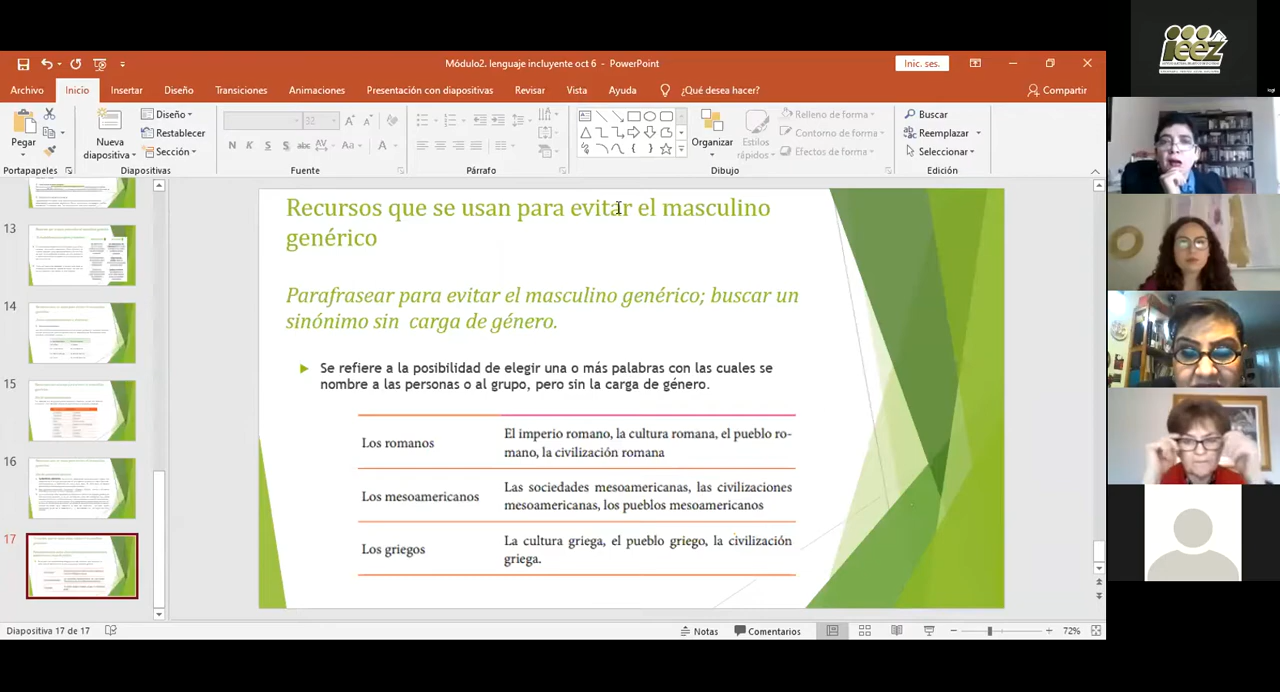 Módulo2. lenguaje incluyente oct 6 - PowerPoint
Inic. ses.
Archivo Inicio Insertar Diseño Transiciones Animaciones Presentación con diapositivas Revisar Vista Ayuda ¿Qué desea hacer? Compartir
Pegar
Nueva
diapositiva
Diseño
Restablecer
Sección
32
N K S S abc AV Aa A
Organizar
Estilos
rápidos
Relleno de forma
Contorno de forma
Efectos de forma
Buscar
Reemplazar
Seleccionar
Portapapeles Diapositivas Fuente Párrafo Dibujo Edición
13
14
15
16
17
Recursos que se usan para evitar el masculino
genérico
Parafrasear para evitar el masculino genérico; buscar un
sinónimo sin carga de género.
Se refiere a la posibilidad de elegir una o más palabras con las cuales se
nombre a las personas o al grupo, pero sin la carga de género.
Los romanos
El imperio romano, la cultura romana, el pueblo ro-
mano, la civilización romana
Los mesoamericanos
Las sociedades mesoamericanas, las civilizaciones
mesoamericanas, los pueblos mesoamericanos
Los griegos
La cultura griega, el pueblo griego, la civilización
griega.
Diapositiva 17 de 17
Notas Comentarios
72%
ieez